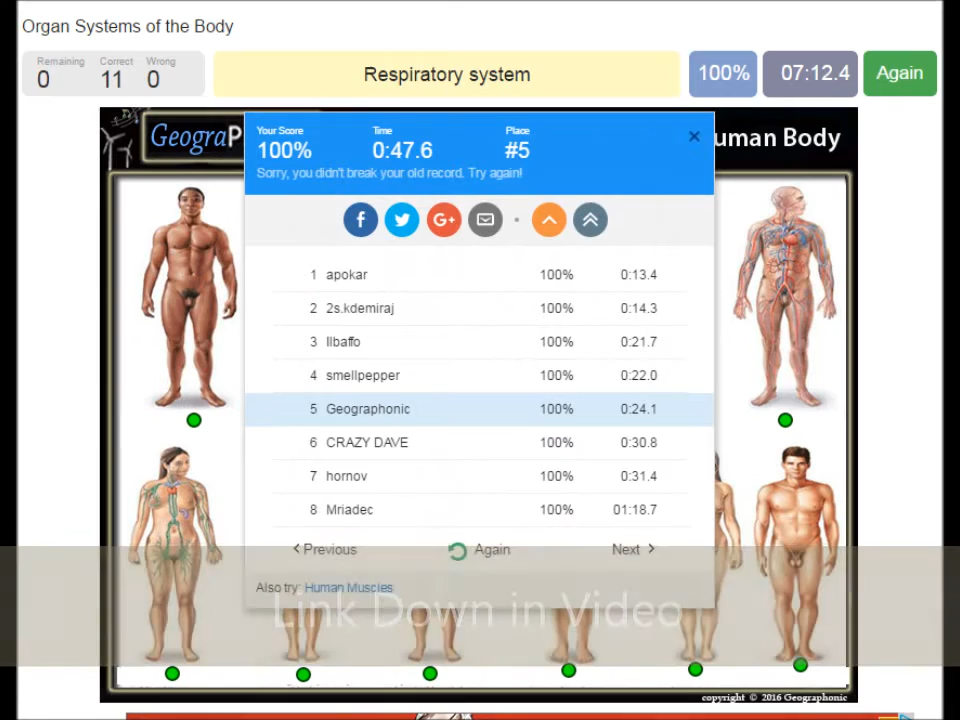 Organ Systems of the Body
Remaining Correct Wrong
0 11 0
Respiratory system
100%
07:12.4
Again
GeograP
uman Body
Your Score Time Place
100% 0:47.6 #5
Sorry, you didn't break your old record. Try again!
1 apokar 100% 0:13.4
2 2s.kdemiraj 100% 0:14.3
3 Ilbaffo 100% 0:21.7
4 smellpepper 100% 0:22.0
5 Geographonic 100% 0:24.1
6 CRAZY DAVE 100% 0:30.8
7 hornov 100% 0:31.4
8 Mriadec 100% 01:18.7
Previous Again Next
Also try: Human Muscles
Link Down in Video
copyright © 2016 Geographonic